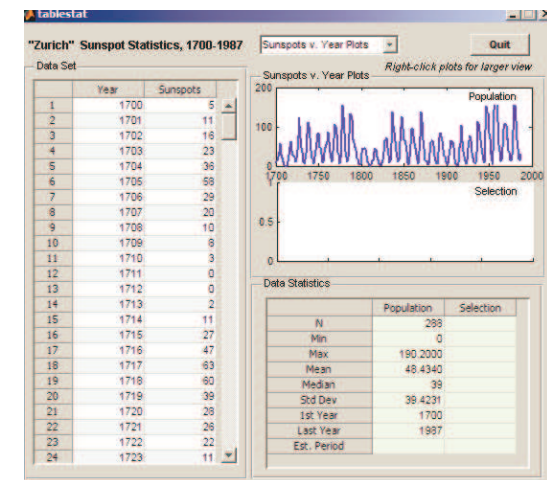 tablestat
"Zurich" Sunspot Statistics, 1700-1987
Sunspots v. Year Plots
Quit
Right-click plots for larger view
Data Set
Year Sunspots
1 1700 5
2 1701 11
3 1702 16
4 1703 23
5 1704 36
6 1705 58
7 1706 29
8 1707 20
9 1708 10
10 1709 8
11 1710 3
12 1711 0
13 1712 0
14 1713 2
15 1714 11
16 1715 27
17 1716 47
18 1717 63
19 1718 60
20 1719 39
21 1720 28
22 1721 26
23 1722 22
24 1723 11
Sunspots v. Year Plots
200
Population
100
0
1700 1750 1800 1850 1900 1950 2000
1
Selection
0.5
0
Data Statistics
Population Selection
N 288
Min 0
Max 190.2000
Mean 48.4340
Median 39
Std Dev 39.4231
1st Year 1700
Last Year 1987
Est. Period